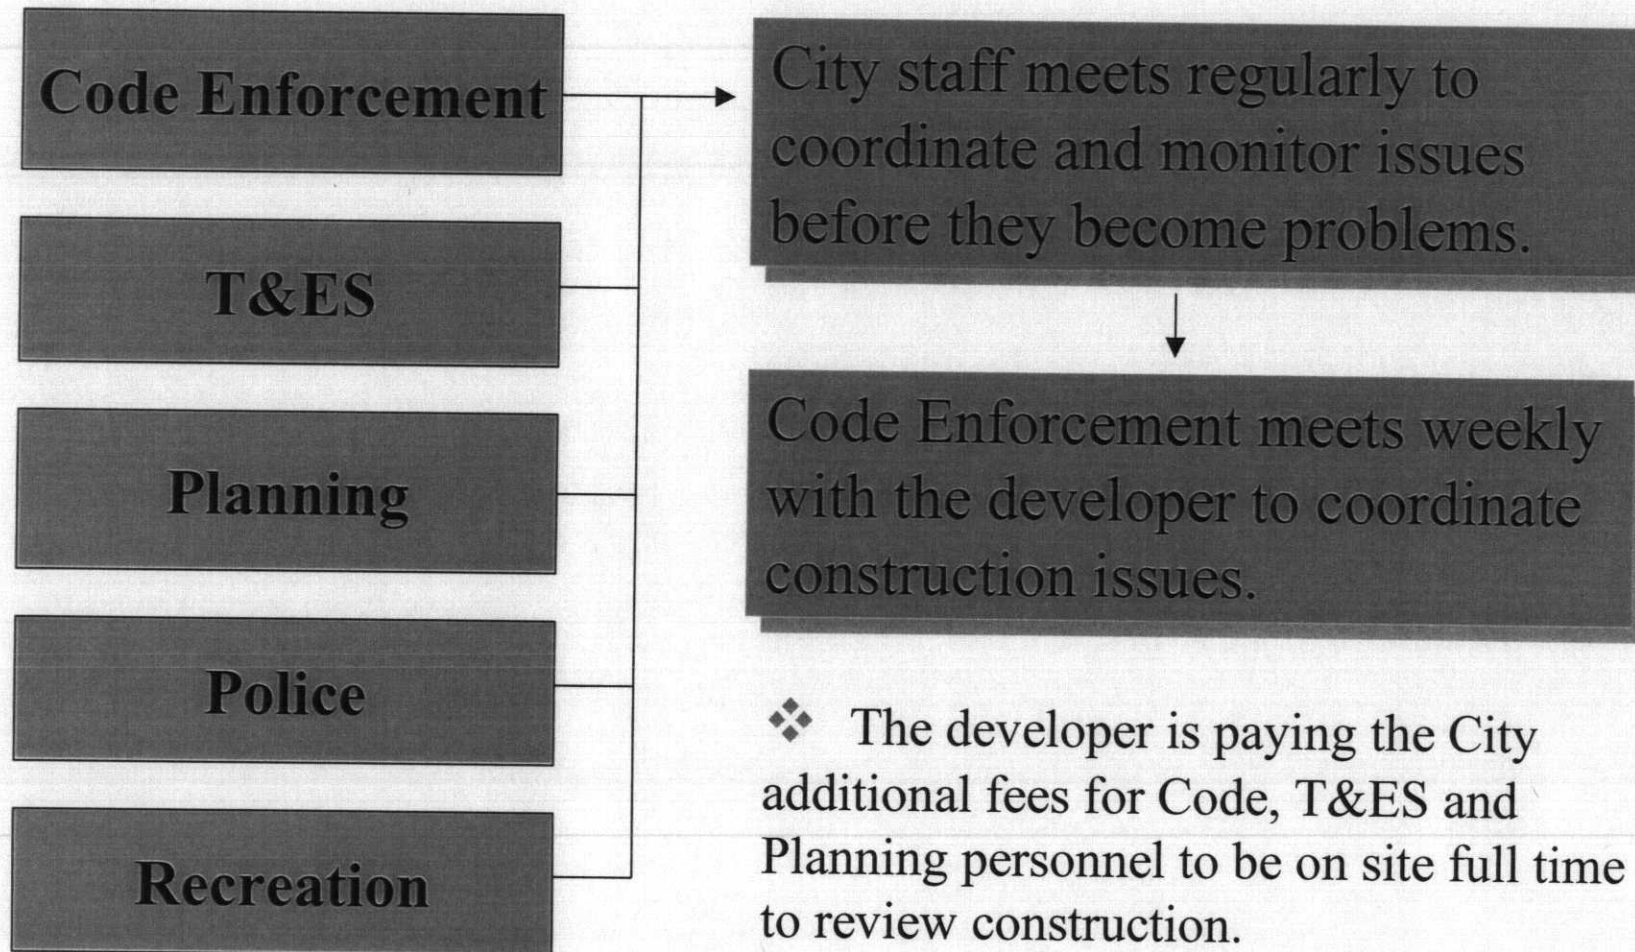 Code Enforcement
T&ES
Planning
Police
Recreation
City staff meets regularly to
coordinate and monitor issues
before they become problems.
Code Enforcement meets weekly
with the developer to coordinate
construction issues.
The developer is paying the City
additional fees for Code, T&ES and
Planning personnel to be on site full time
to review construction.